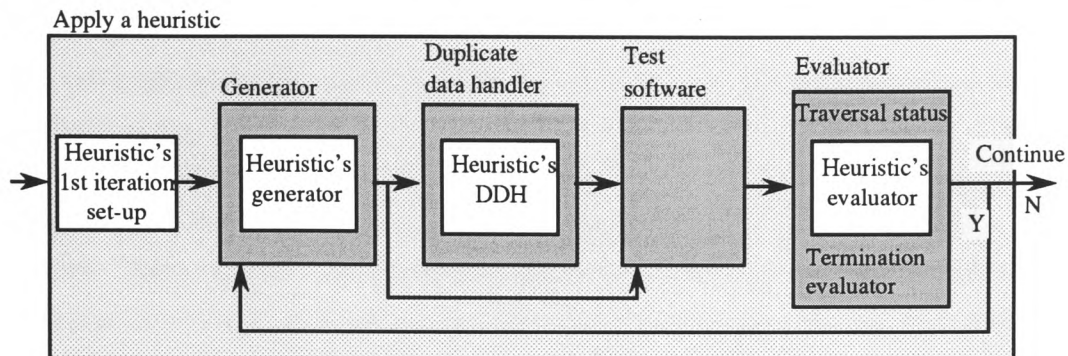 Apply a heuristic
Heuristic's
1st iteration
set-up
Generator
Heuristic's
generator
Duplicate
data handler
Heuristic's
DDH
Test
software
Evaluator
Traversal status
Heuristic's
evaluator
Termination
evaluator
Continue
N
Y